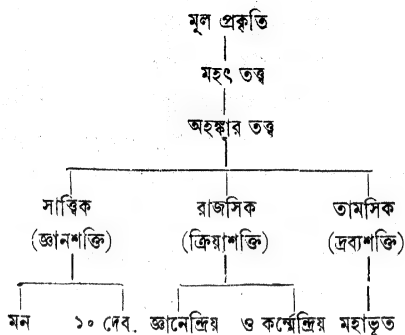 মূল প্রকৃতি
মহৎ তত্ত্ব
অহঙ্কার তত্ত্ব
সাত্ত্বিক রাজসিক তামসিক
(জ্ঞানশক্তি) (ক্রিয়াশক্তি) (দ্রব্যশক্তি)
মন ১০ দেব. জ্ঞানেন্দ্রিয় ও কর্ম্মেন্দ্রিয় মহাভূত